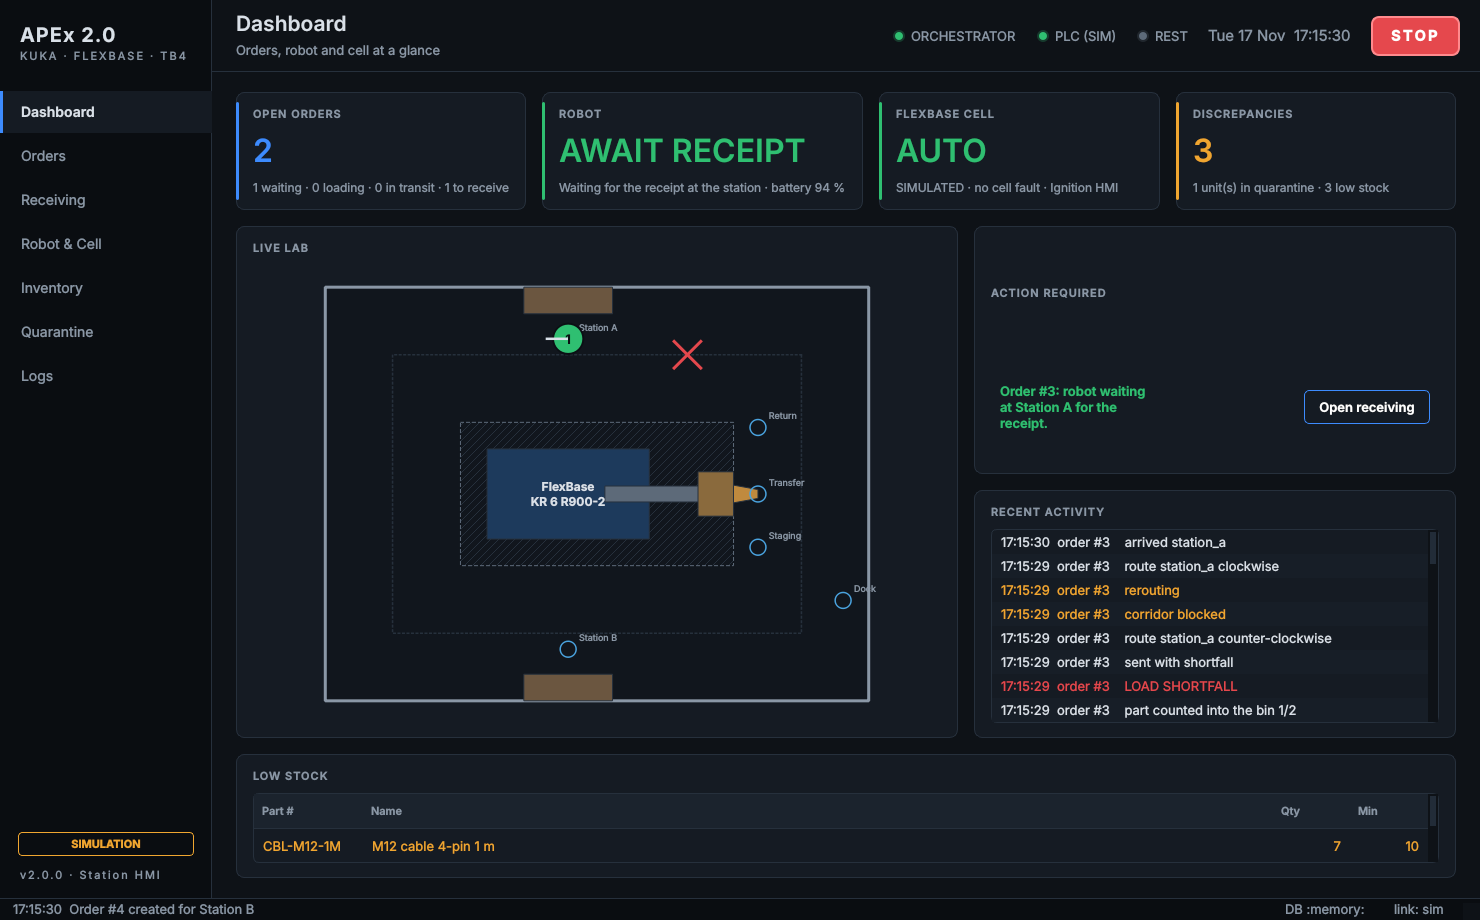 APEx 2.0
KUKA · FLEXBASE · TB4
Dashboard
Orders
Receiving
Robot & Cell
Inventory
Quarantine
Logs
SIMULATION
v2.0.0 · Station HMI
Dashboard
Orders, robot and cell at a glance
ORCHESTRATOR
PLC (SIM)
REST
Tue 17 Nov 17:15:30
STOP
OPEN ORDERS
2
1 waiting · 0 loading · 0 in transit · 1 to receive
ROBOT
AWAIT RECEIPT
Waiting for the receipt at the station · battery 94 %
FLEXBASE CELL
AUTO
SIMULATED · no cell fault · Ignition HMI
DISCREPANCIES
3
1 unit(s) in quarantine · 3 low stock
LIVE LAB
Station A
1
Return
FlexBase
KR 6 R900-2
Transfer
Staging
Dock
Station B
ACTION REQUIRED
Order #3: robot waiting
at Station A for the
receipt.
Open receiving
RECENT ACTIVITY
17:15:30 order #3 arrived station_a
17:15:29 order #3 route station_a clockwise
17:15:29 order #3 rerouting
17:15:29 order #3 corridor blocked
17:15:29 order #3 route station_a counter-clockwise
17:15:29 order #3 sent with shortfall
17:15:29 order #3 LOAD SHORTFALL
17:15:29 order #3 part counted into the bin 1/2
LOW STOCK
Part # Name Qty Min
CBL-M12-1M M12 cable 4-pin 1 m 7 10
17:15:30 Order #4 created for Station B
DB :memory:
link: sim